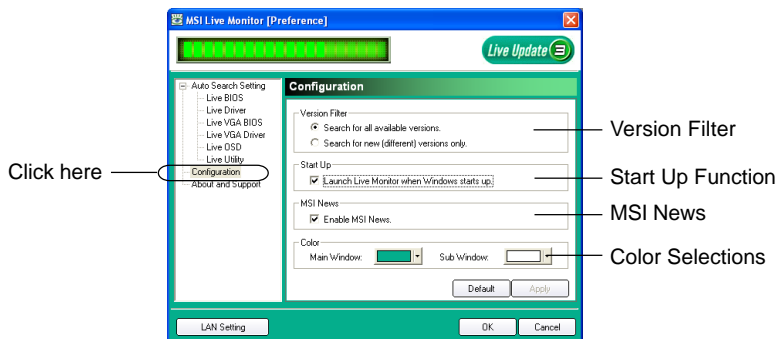 MSI Live Monitor [Preference]
Live Update 3
Auto Search Setting
Live BIOS
Live Driver
Live VGA BIOS
Live VGA Driver
Live OSD
Live Utility
Configuration
About and Support
Click here
Configuration
Version Filter
Search for all available versions.
Search for new (different) versions only.
Start Up
Launch Live Monitor when Windows starts up.
MSI News
Enable MSI News.
Color
Main Window: Sub Window:
Default Apply
LAN Setting OK Cancel
Version Filter
Start Up Function
MSI News
Color Selections